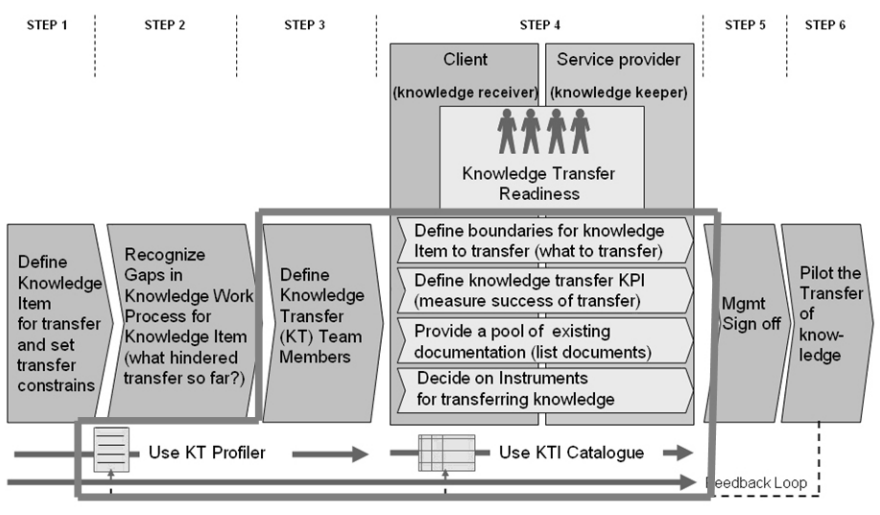 STEP 1
STEP 2
STEP 3
STEP 4
STEP 5
STEP 6
Client
(knowledge receiver)
Service provider
(knowledge keeper)
Knowledge Transfer
Readiness
Define
Knowledge
Item
for transfer
and set
transfer
constrains
Recognize
Gaps in
Knowledge Work
Process for
Knowledge Item
(what hindered
transfer so far?)
Define
Knowledge
Transfer
(KT) Team
Members
Define boundaries for knowledge
Item to transfer (what to transfer)
Define knowledge transfer KPI
(measure success of transfer)
Provide a pool of existing
documentation (list documents)
Decide on Instruments
for transferring knowledge
Mgmt
Sign off
Pilot the
Transfer
of
know-
ledge
Use KT Profiler
Use KTI Catalogue
Feedback Loop